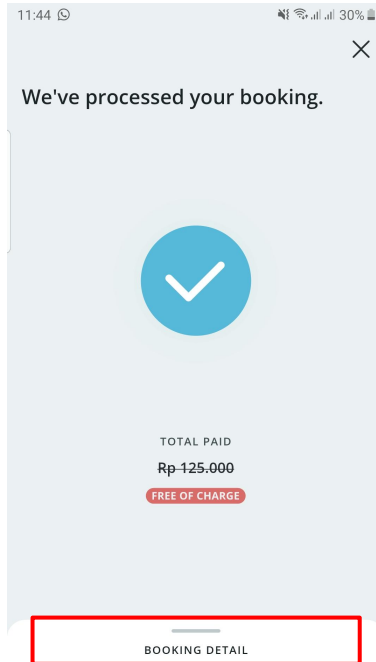 11:44 30%
We've processed your booking.
TOTAL PAID
Rp 125.000
FREE OF CHARGE
BOOKING DETAIL